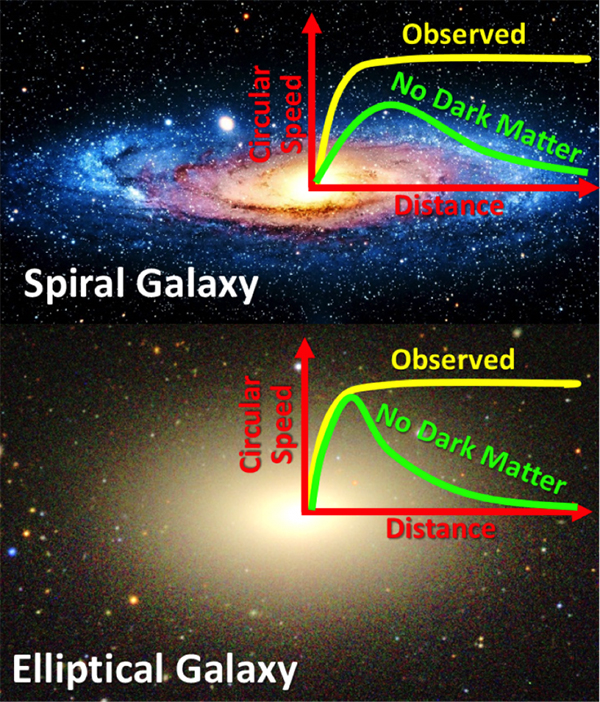 Observed
No Dark Matter
Circular
Speed
Distance
Spiral Galaxy
Observed
No Dark Matter
Circular
Speed
Distance
Elliptical Galaxy